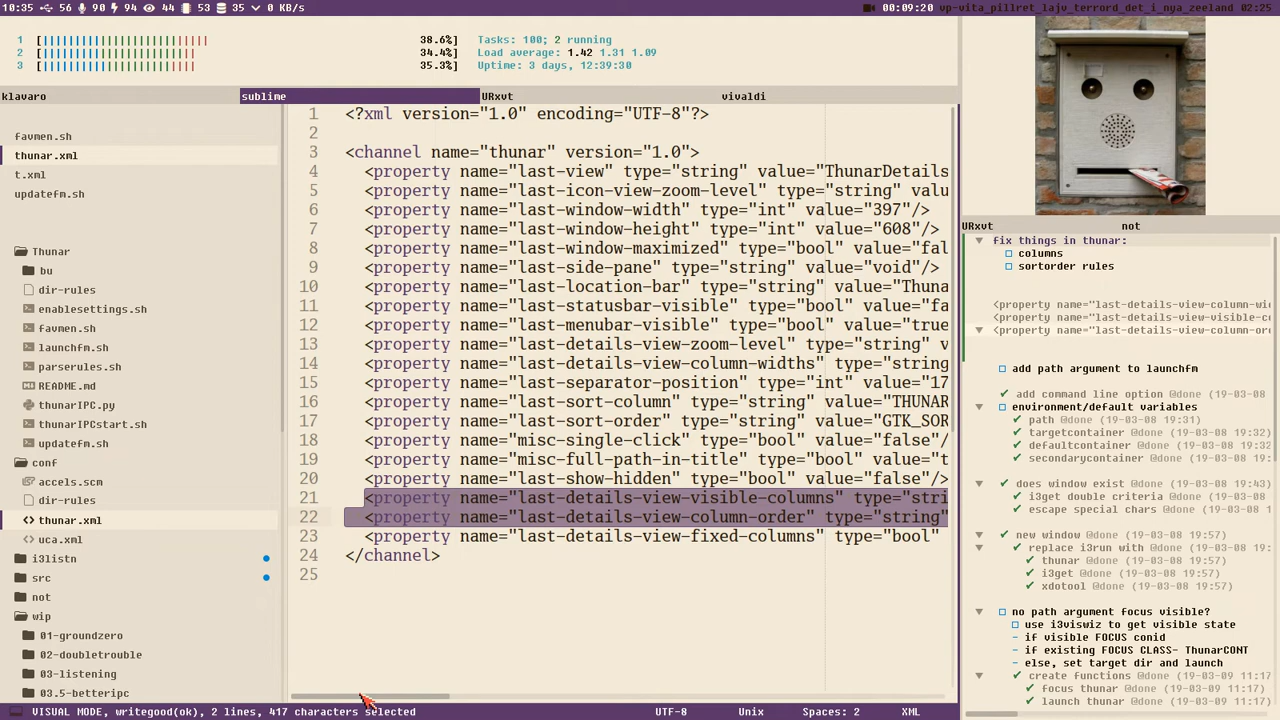 10:35 56 90 94 44 53 35 0 KB/s
00:09:20 vp-vita_pillret_lajv_terrord_det_i_nya_zeeland 02:25
1 [||||||||||||||||||||||||||||||| 38.6%] Tasks: 100; 2 running
2 [||||||||||||||||||||||||||||| 34.4%] Load average: 1.42 1.31 1.09
3 [||||||||||||||||||||||||||||| 35.3%] Uptime: 3 days, 12:39:30
klavaro sublime URxvt vivaldi
favmen.sh
thunar.xml
t.xml
updatefm.sh
Thunar
bu
dir-rules
enablesettings.sh
favmen.sh
launchfm.sh
parserules.sh
README.md
thunarIPC.py
thunarIPCstart.sh
updatefm.sh
conf
accels.scm
dir-rules
<> thunar.xml
<> uca.xml
i3listn
src
not
wip
01-groundzero
02-doubletrouble
03-listening
03.5-betteripc
1 <?xml version="1.0" encoding="UTF-8"?>
2
3 <channel name="thunar" version="1.0">
4 <property name="last-view" type="string" value="ThunarDetails
5 <property name="last-icon-view-zoom-level" type="string" valu
6 <property name="last-window-width" type="int" value="397"/>
7 <property name="last-window-height" type="int" value="608"/>
8 <property name="last-window-maximized" type="bool" value="fal
9 <property name="last-side-pane" type="string" value="void"/>
10 <property name="last-location-bar" type="string" value="Thuna
11 <property name="last-statusbar-visible" type="bool" value="fa
12 <property name="last-menubar-visible" type="bool" value="true
13 <property name="last-details-view-zoom-level" type="string" v
14 <property name="last-details-view-column-widths" type="string
15 <property name="last-separator-position" type="int" value="17
16 <property name="last-sort-column" type="string" value="THUNAR
17 <property name="last-sort-order" type="string" value="GTK_SOR
18 <property name="misc-single-click" type="bool" value="false"/
19 <property name="misc-full-path-in-title" type="bool" value="t
20 <property name="last-show-hidden" type="bool" value="false"/>
21 <property name="last-details-view-visible-columns" type="stri
22 <property name="last-details-view-column-order" type="string"
23 <property name="last-details-view-fixed-columns" type="bool"
24 </channel>
25
URxvt not
fix things in thunar:
columns
sortorder rules
<property name="last-details-view-column-wi
<property name="last-details-view-visible-c
<property name="last-details-view-column-or
add path argument to launchfm
✔ add command line option @done (19-03-08
environment/default variables
✔ path @done (19-03-08 19:31)
✔ targetcontainer @done (19-03-08 19:32)
✔ defaultcontainer @done (19-03-08 19:32
✔ secondarycontainer @done (19-03-08 19:
✔ does window exist @done (19-03-08 19:43)
✔ i3get double criteria @done (19-03-08
✔ escape special chars @done (19-03-08
✔ new window @done (19-03-08 19:57)
✔ replace i3run with @done (19-03-08 19:
✔ thunar @done (19-03-08 19:57)
✔ i3get @done (19-03-08 19:57)
✔ xdotool @done (19-03-08 19:57)
no path argument focus visible?
use i3viswiz to get visible state
- if visible FOCUS conid
- if existing FOCUS CLASS- ThunarCONT
- else, set target dir and launch
✔ create functions @done (19-03-09 11:17
✔ focus thunar @done (19-03-09 11:17)
✔ launch thunar @done (19-03-09 11:17
VISUAL MODE, writegood(ok), 2 lines, 417 characters selected UTF-8 Unix Spaces: 2 XML